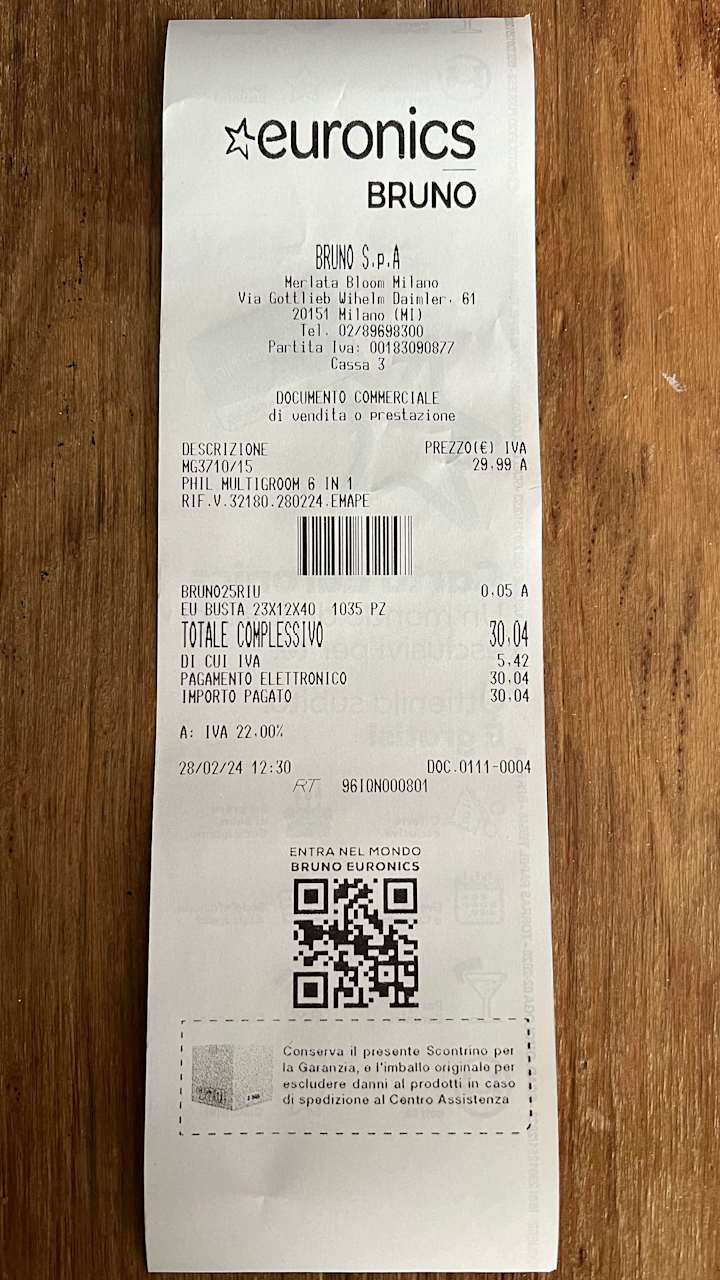 euronics
BRUNO
BRUNO S.p.A
Merlata Bloom Milano
Via Gottlieb Wihelm Daimler, 61
20151 Milano (MI)
Tel. 02/89698300
Partita Iva: 00183090877
Cassa 3
DOCUMENTO COMMERCIALE
di vendita o prestazione
DESCRIZIONE PREZZO(€) IVA
MG3710/15 29,99 A
PHIL MULTIGROOM 6 IN 1
RIF.V.32180.280224.EMAPE
BRUNO25RIU 0,05 A
EU BUSTA 23X12X40 1035 PZ
TOTALE COMPLESSIVO 30,04
DI CUI IVA 5,42
PAGAMENTO ELETTRONICO 30,04
IMPORTO PAGATO 30,04
A: IVA 22,00%
28/02/24 12:30 DOC.0111-0004
RT 96IQN000801
ENTRA NEL MONDO
BRUNO EURONICS
Conserva il presente Scontrino per
la Garanzia, e l'imballo originale per
escludere danni al prodotti in caso
di spedizione al Centro Assistenza